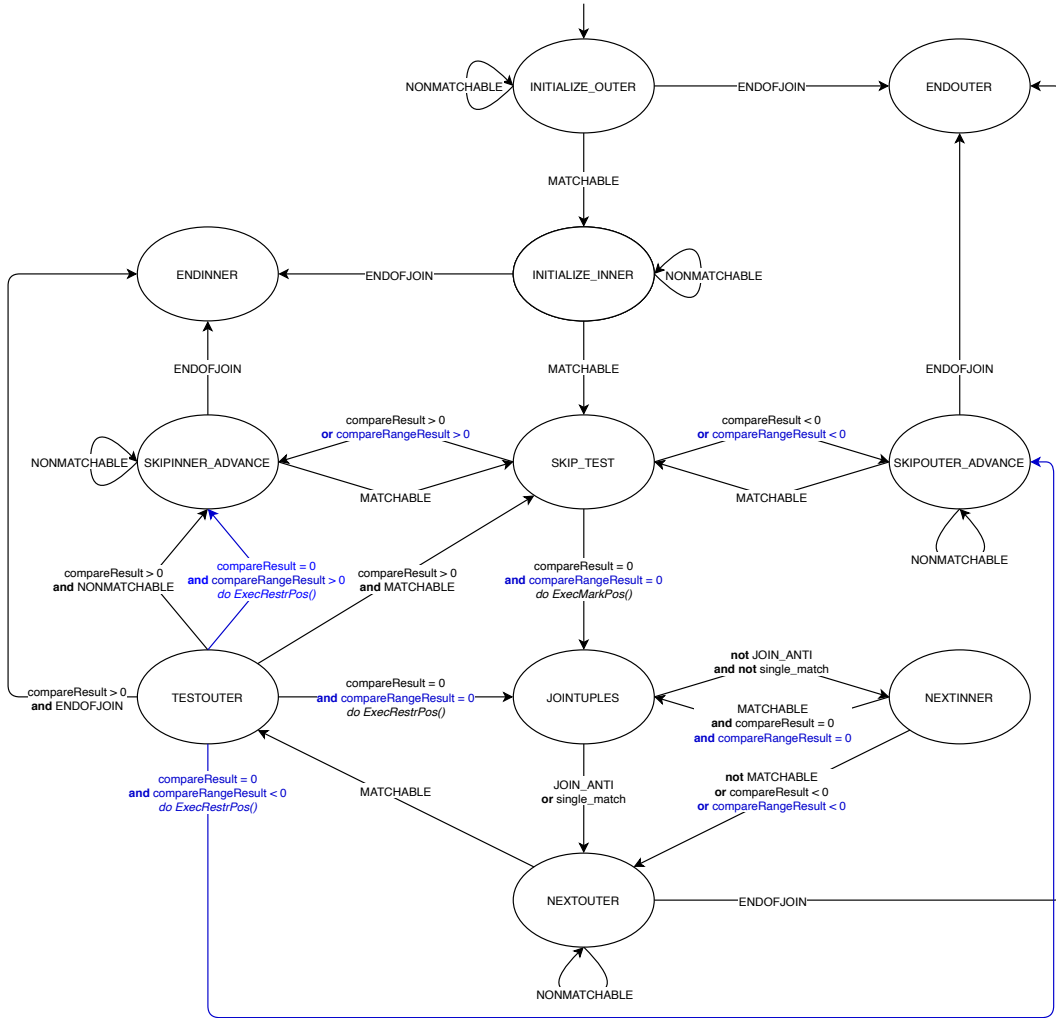 NONMATCHABLE
INITIALIZE_OUTER
ENDOFJOIN
ENDOUTER
MATCHABLE
ENDINNER
ENDOFJOIN
INITIALIZE_INNER
NONMATCHABLE
ENDOFJOIN
MATCHABLE
ENDOFJOIN
compareResult > 0
or compareRangeResult > 0
compareResult < 0
or compareRangeResult < 0
NONMATCHABLE
SKIPINNER_ADVANCE
SKIP_TEST
SKIPOUTER_ADVANCE
MATCHABLE
MATCHABLE
NONMATCHABLE
compareResult > 0
and NONMATCHABLE
compareResult = 0
and compareRangeResult > 0
do ExecRestrPos()
compareResult > 0
and MATCHABLE
compareResult = 0
and compareRangeResult = 0
do ExecMarkPos()
not JOIN_ANTI
and not single_match
compareResult > 0
and ENDOFJOIN
TESTOUTER
compareResult = 0
and compareRangeResult = 0
do ExecRestrPos()
JOINTUPLES
MATCHABLE
and compareResult = 0
and compareRangeResult = 0
NEXTINNER
compareResult = 0
and compareRangeResult < 0
do ExecRestrPos()
MATCHABLE
JOIN_ANTI
or single_match
not MATCHABLE
or compareResult < 0
or compareRangeResult < 0
NEXTOUTER
ENDOFJOIN
NONMATCHABLE